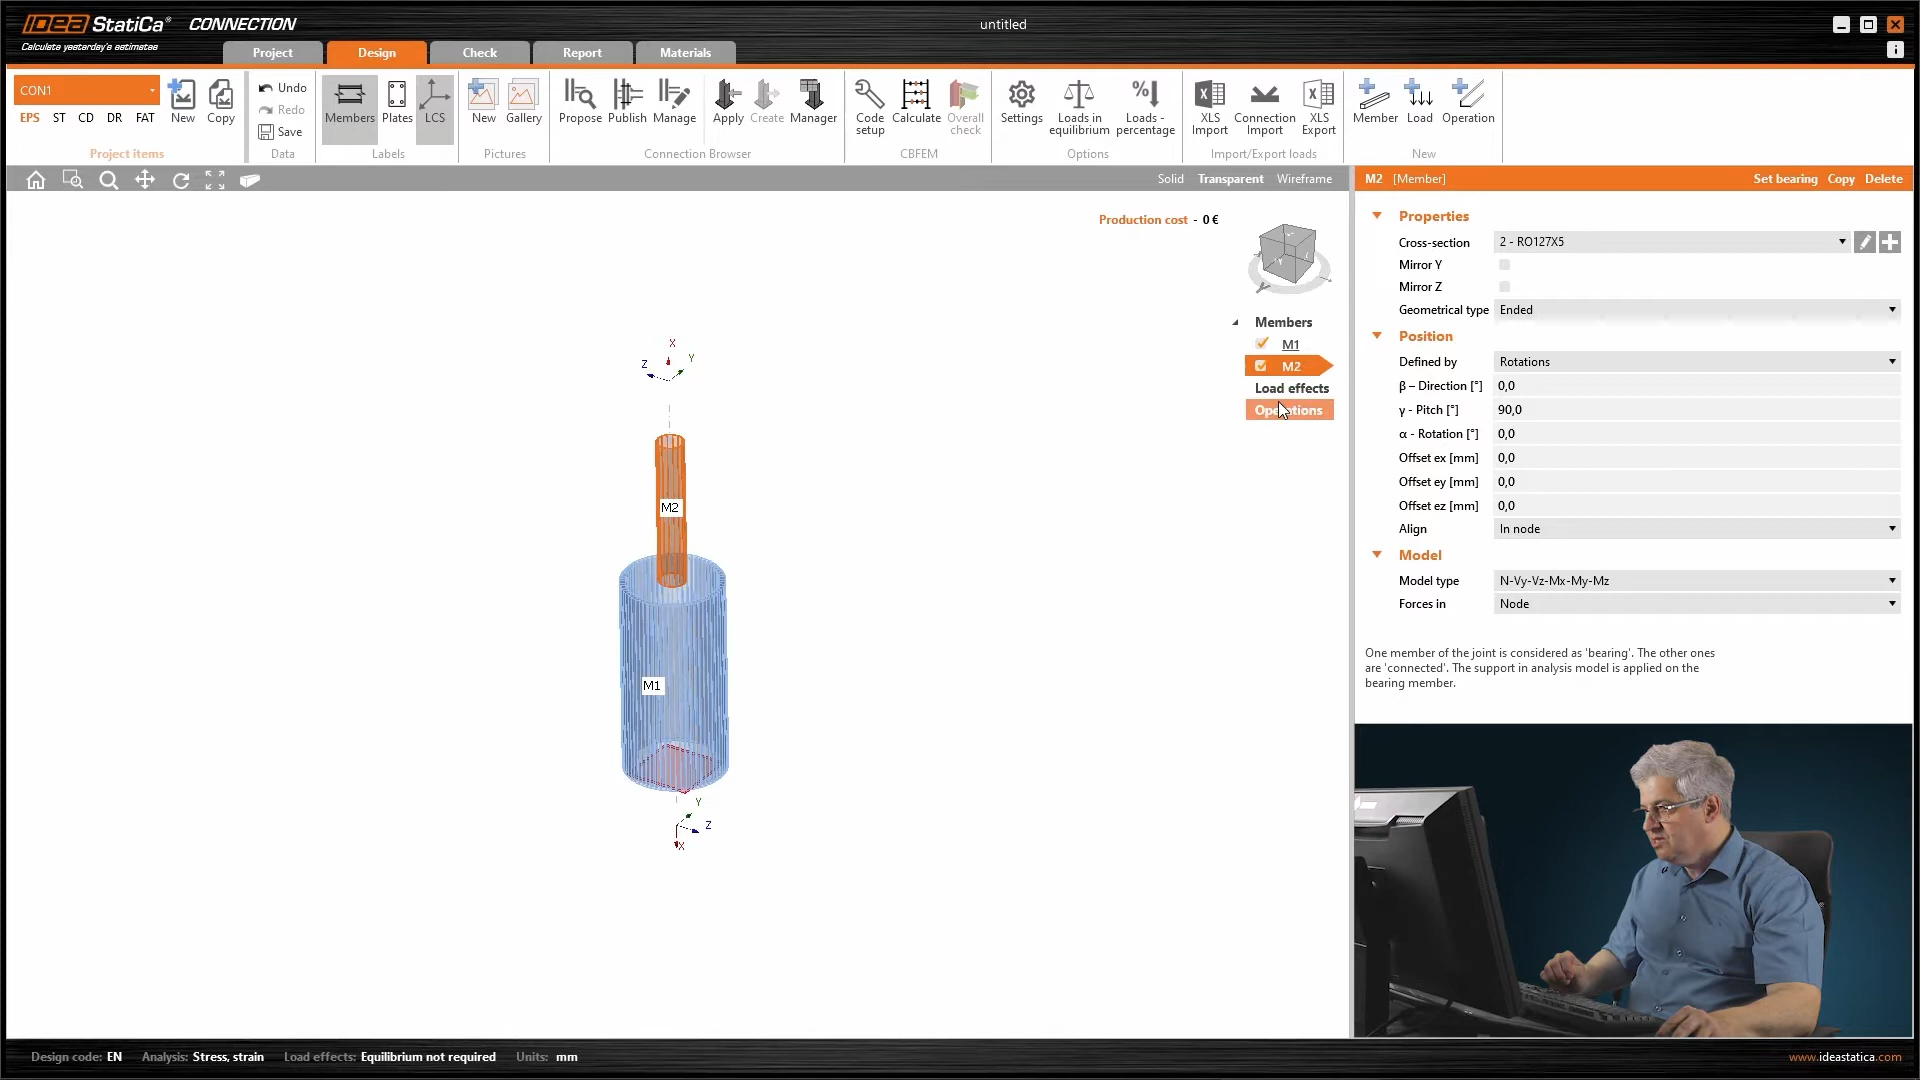 IDEA StatiCa® CONNECTION
Calculate yesterday's estimates
untitled
Project Design Check Report Materials
CON1
EPS ST CD DR FAT
New Copy
Project items
Undo
Redo
Save
Data
Members Plates LCS
Labels
New Gallery
Pictures
Propose Publish Manage Apply Create Manager
Connection Browser
Code setup Calculate Overall check
CBFEM
Settings Loads in equilibrium Loads - percentage
Options
XLS Import Connection Import XLS Export
Import/Export loads
Member Load Operation
New
Solid Transparent Wireframe
Production cost - 0 €
Members
M1
M2
Load effects
Operations
X
Z
Y
M2
M1
Y
Z
X
M2 [Member] Set bearing Copy Delete
Properties
Cross-section 2 - RO127X5
Mirror Y
Mirror Z
Geometrical type Ended
Position
Defined by Rotations
β – Direction [°] 0,0
γ - Pitch [°] 90,0
α - Rotation [°] 0,0
Offset ex [mm] 0,0
Offset ey [mm] 0,0
Offset ez [mm] 0,0
Align In node
Model
Model type N-Vy-Vz-Mx-My-Mz
Forces in Node
One member of the joint is considered as 'bearing'. The other ones
are 'connected'. The support in analysis model is applied on the
bearing member.
Design code: EN Analysis: Stress, strain Load effects: Equilibrium not required Units: mm
www.ideastatica.com